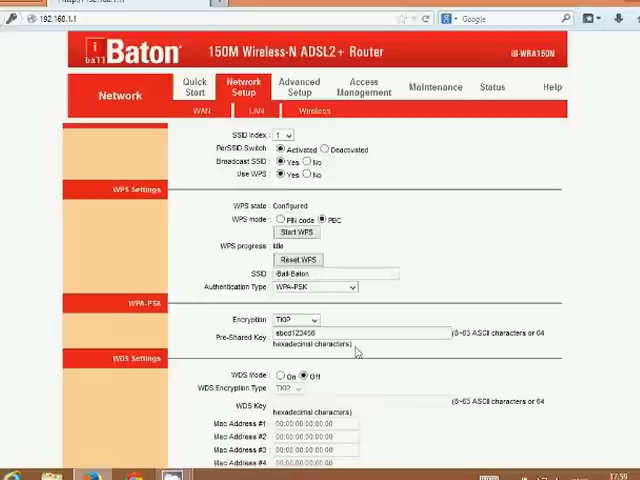 192.168.1.1
Google
i ball Baton
150M Wireless-N ADSL2+ Router
iB-WRA150N
Network
Quick Start
Network Setup
Advanced Setup
Access Management
Maintenance
Status
Help
WAN
LAN
Wireless
SSID Index : 1
PerSSID Switch : Activated Deactivated
Broadcast SSID : Yes No
Use WPS : Yes No
WPS Settings
WPS state : Configured
WPS mode : PIN code PBC
Start WPS
WPS progress : Idle
Reset WPS
SSID : iBall-Baton
Authentication Type : WPA-PSK
WPA-PSK
Encryption : TKIP
Pre-Shared Key : abcd123456 (8~63 ASCII characters or 64
hexadecimal characters)
WDS Settings
WDS Mode : On Off
WDS Encryption Type : TKIP
WDS Key : (8~63 ASCII characters or 64
hexadecimal characters)
Mac Address #1 : 00:00:00:00:00:00
Mac Address #2 : 00:00:00:00:00:00
Mac Address #3 : 00:00:00:00:00:00
Mac Address #4 : 00:00:00:00:00:00
17:59